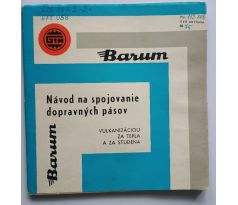 Barum
Návod na spojovanie
dopravných pásov
VULKANIZÁCIOU
ZA TEPLA
A ZA STUDENA
Barum